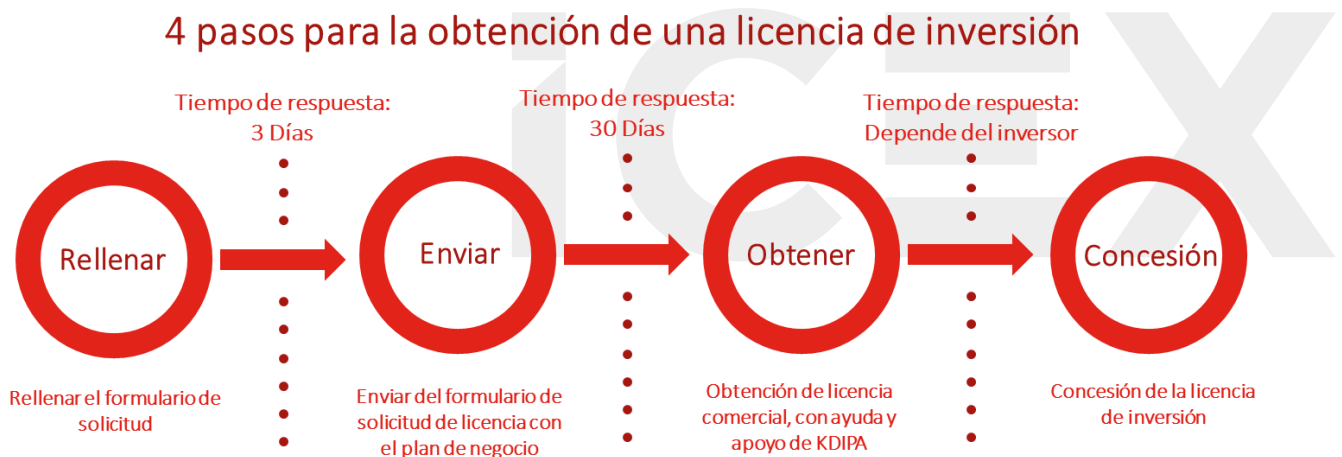 4 pasos para la obtención de una licencia de inversión
iCEX
Tiempo de respuesta:
3 Días
Tiempo de respuesta:
30 Días
Tiempo de respuesta:
Depende del inversor
Rellenar
Enviar
Obtener
Concesión
Rellenar el formulario de
solicitud
Enviar del formulario de
solicitud de licencia con
el plan de negocio
Obtención de licencia
comercial, con ayuda y
apoyo de KDIPA
Concesión de la licencia
de inversión